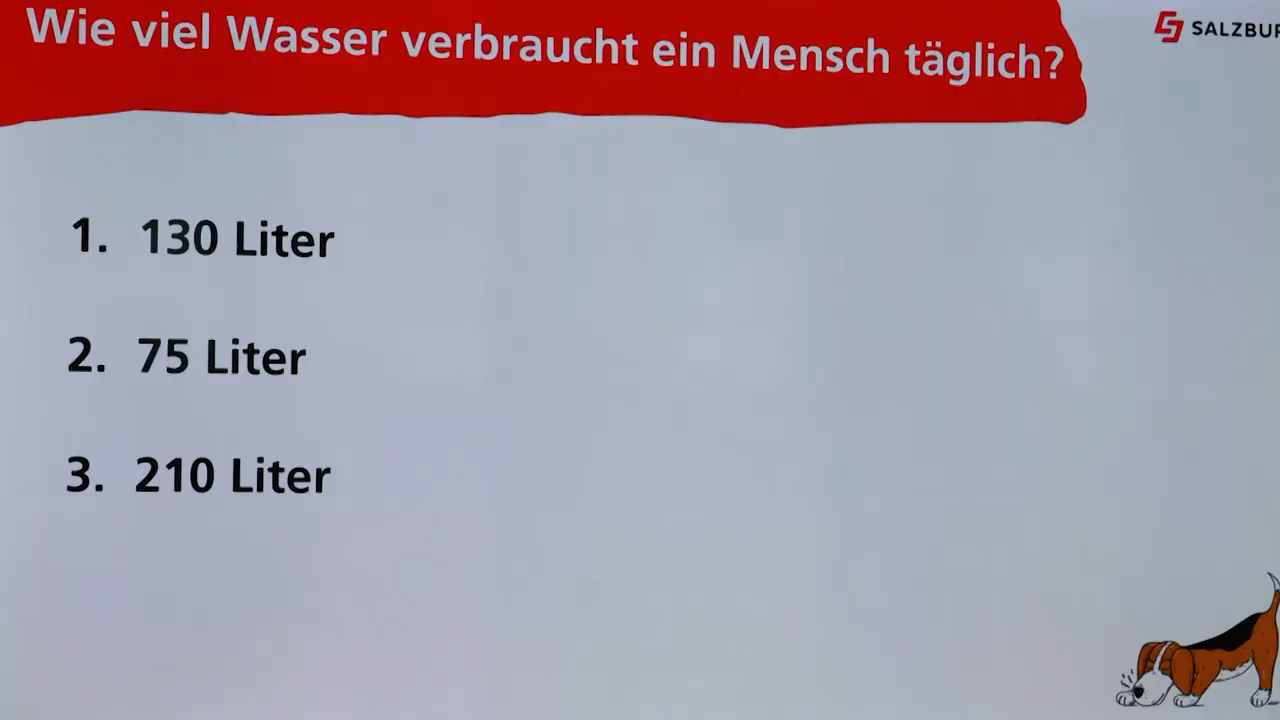 Wie viel Wasser verbraucht ein Mensch täglich?
SALZBUR
1. 130 Liter
2. 75 Liter
3. 210 Liter